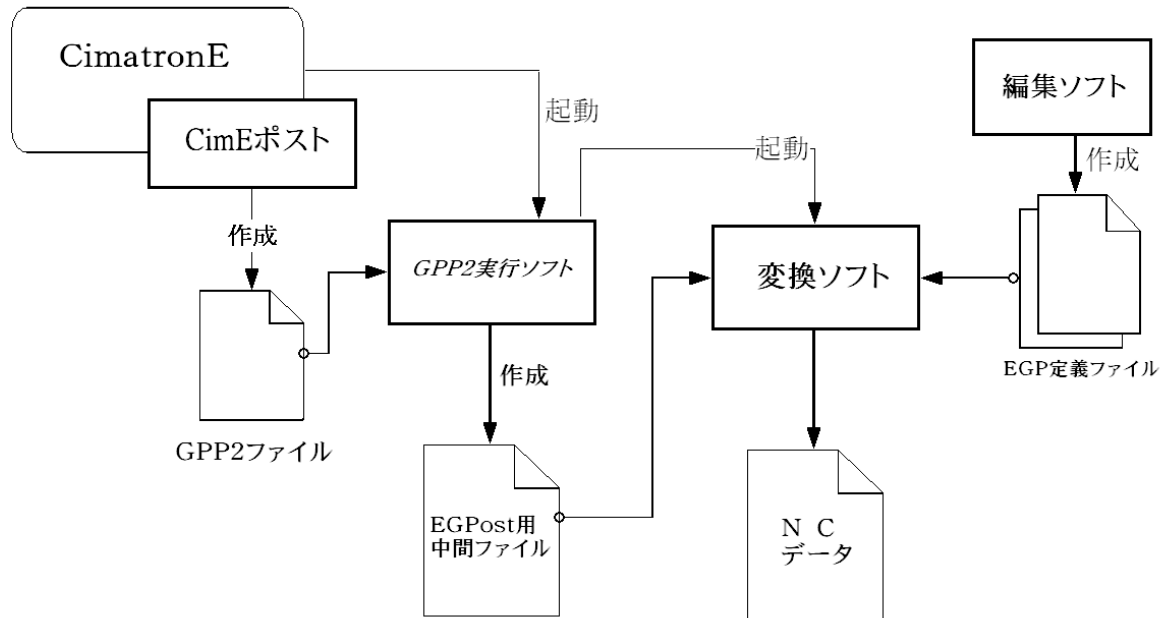 CimatronE
CimEポスト
起動
編集ソフト
起動
作成
作成
GPP2実行ソフト
変換ソフト
作成
EGP定義ファイル
GPP2ファイル
EGPost用
中間ファイル
N C
データ